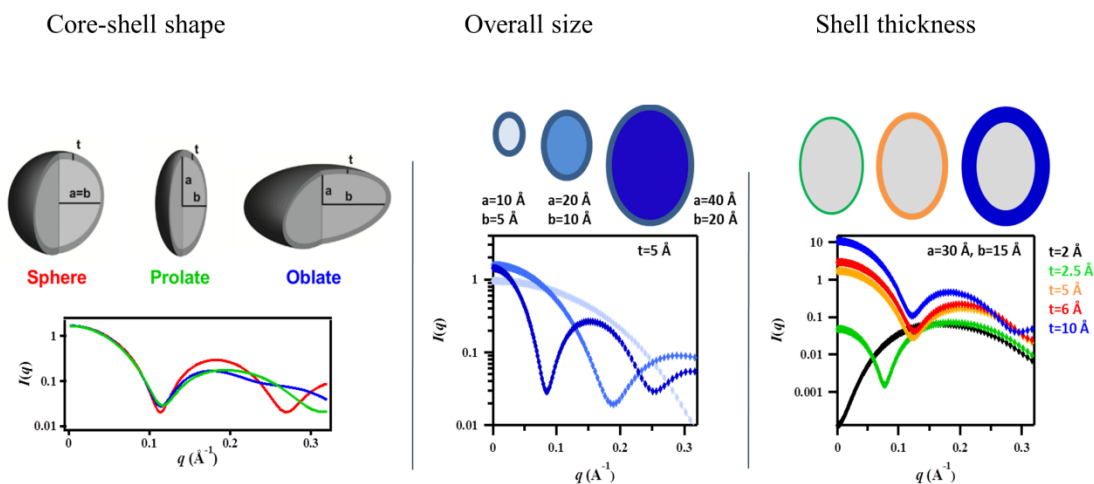 Core-shell shape
t
a=b
t
a
b
t
a
b
Sphere
Prolate
Oblate
1
0.10
0.01
I(q)
0
0.1
0.2
0.3
q (Å-1)
Overall size
a=10 Å
b=5 Å
a=20 Å
b=10 Å
a=40 Å
b=20 Å
t=5 Å
1
0.10
0.01
I(q)
0
0.1
0.2
0.3
q (A-1)
Shell thickness
a=30 Å, b=15 Å
t=2 Å
t=2.5 Å
t=5 Å
t=6 Å
t=10 Å
10
1
0.1
0.01
0.001
I(q)
0
0.1
0.2
0.3
q (A-1)